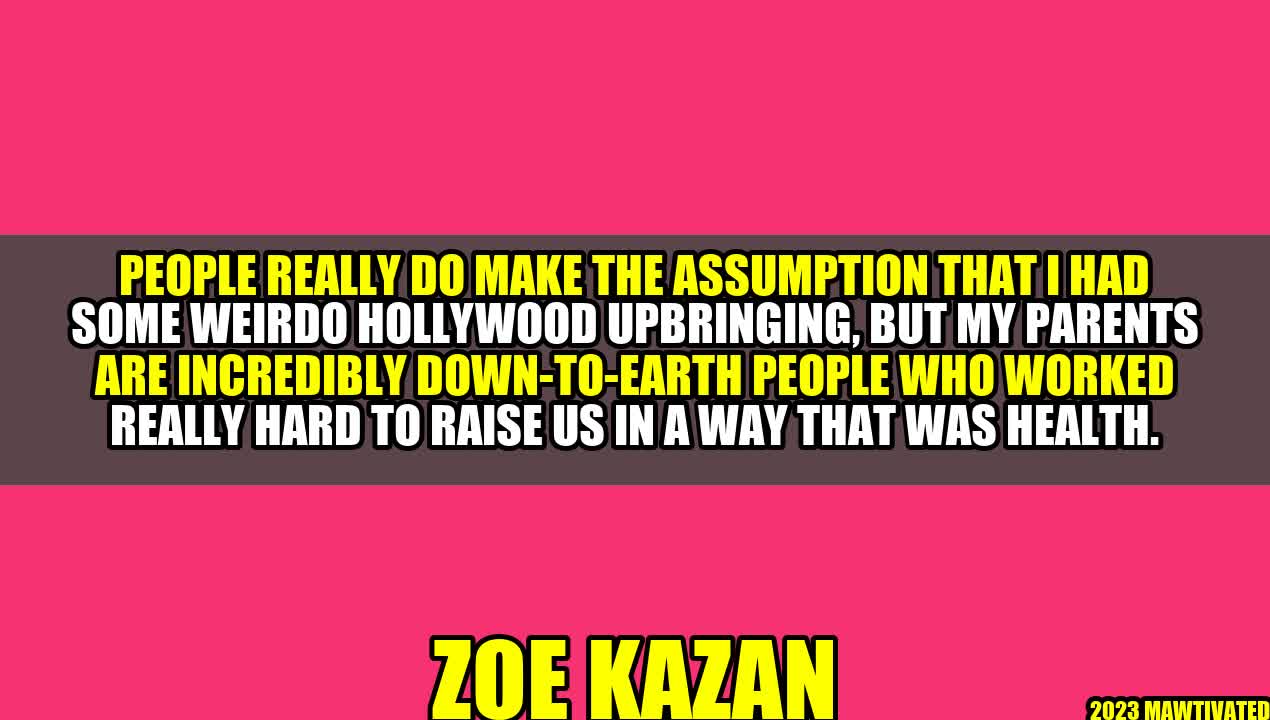 PEOPLE REALLY DO MAKE THE ASSUMPTION THAT I HAD
SOME WEIRDO HOLLYWOOD UPBRINGING, BUT MY PARENTS
ARE INCREDIBLY DOWN-TO-EARTH PEOPLE WHO WORKED
REALLY HARD TO RAISE US IN A WAY THAT WAS HEALTH.
ZOE KAZAN
2023 MAWTIVATED